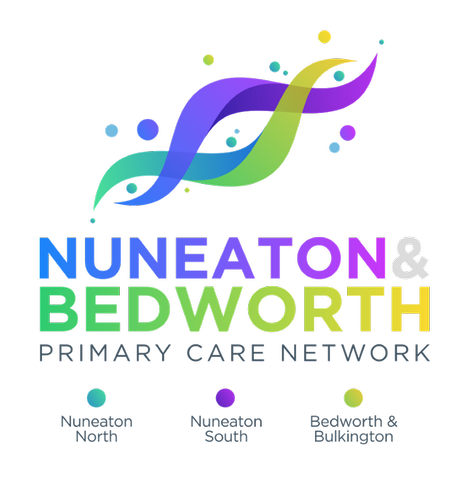 NUNEATON&
BEDWORTH
PRIMARY CARE NETWORK
Nuneaton
North
Nuneaton
South
Bedworth &
Bulkington